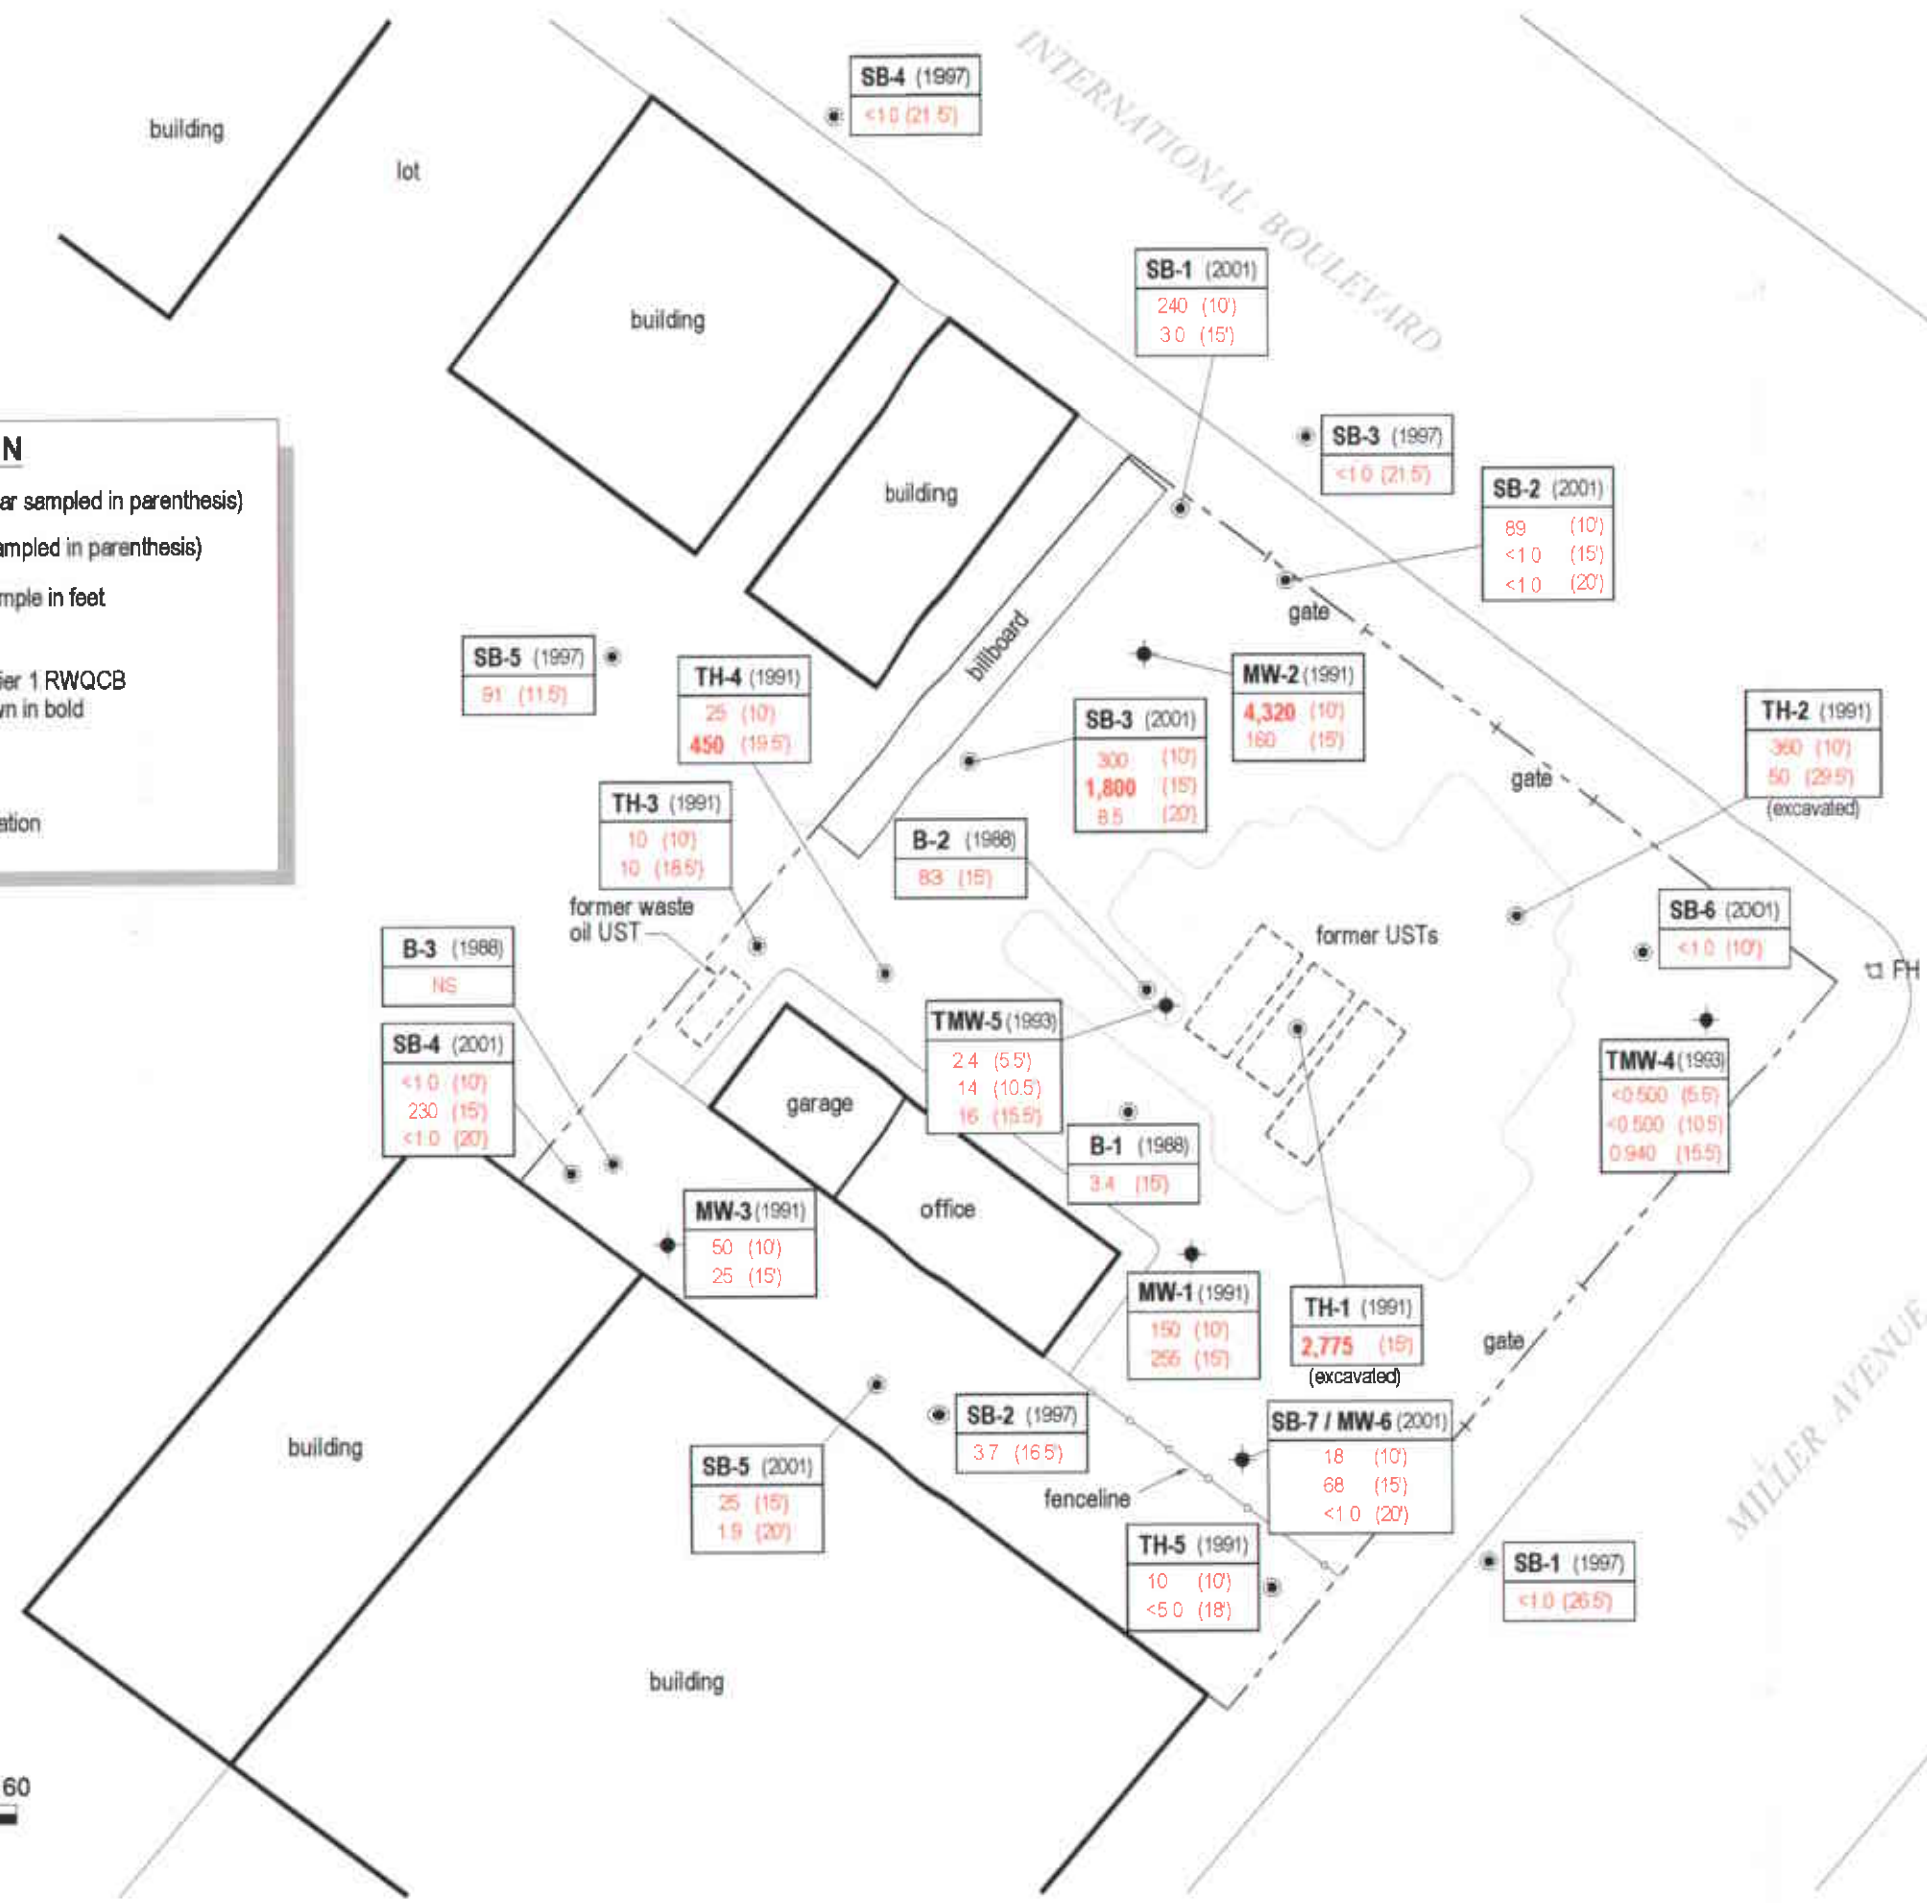 building
lot
SB-4 (1997)
<1.0 (21.5')
INTERNATIONAL BOULEVARD
building
SB-1 (2001)
240 (10')
3.0 (15')
N
ar sampled in parenthesis)
ampled in parenthesis)
mple in feet
ier 1 RWQCB
wn in bold
ation
building
SB-3 (1997)
<1.0 (21.5')
SB-2 (2001)
89 (10')
<1.0 (15')
<1.0 (20')
gate
billboard
SB-5 (1997)
91 (11.5')
TH-4 (1991)
25 (10')
450 (19.5')
MW-2 (1991)
4,320 (10')
160 (15')
SB-3 (2001)
300 (10')
1,800 (15')
8.5 (20')
TH-2 (1991)
360 (10')
50 (29.5')
(excavated)
gate
TH-3 (1991)
10 (10')
10 (18.5')
B-2 (1988)
83 (15')
former waste
oil UST
former USTs
SB-6 (2001)
<1.0 (10')
FH
B-3 (1988)
NS
SB-4 (2001)
<1.0 (10')
230 (15')
<1.0 (20')
TMW-5 (1993)
2.4 (5.5')
14 (10.5')
16 (15.5')
TMW-4 (1993)
<0.500 (5.5')
<0.500 (10.5')
0.940 (15.5')
garage
B-1 (1988)
3.4 (15')
office
MW-3 (1991)
50 (10')
25 (15')
MW-1 (1991)
150 (10')
255 (15')
TH-1 (1991)
2,775 (15')
(excavated)
gate
MILLER AVENUE
SB-2 (1997)
3.7 (16.5')
SB-7 / MW-6 (2001)
18 (10')
68 (15')
<1.0 (20')
building
SB-5 (2001)
25 (15')
1.9 (20')
fenceline
TH-5 (1991)
10 (10')
<5.0 (18')
SB-1 (1997)
<1.0 (26.5')
building
60